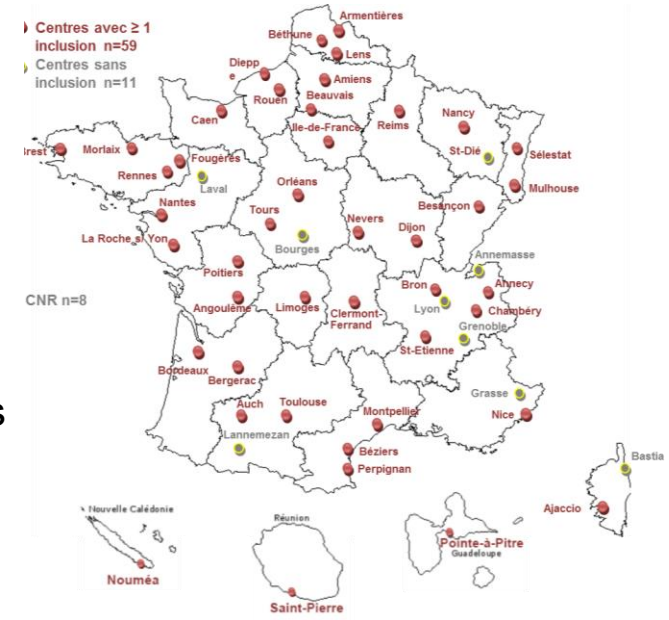 Centres avec ≥ 1
inclusion n=59
Centres sans
inclusion n=11
Armentières
Béthune
Lens
Diepp
e
Amiens
Rouen
Beauvais
Caen
Ile-de-France
Reims
Nancy
St-Dié
Sélestat
Mulhouse
rest
Morlaix
Fougères
Rennes
Laval
Orléans
Nantes
Tours
Nevers
Dijon
Besançon
La Roche s/ Yon
Bourges
Annemasse
Poitiers
CNR n=8
Bron
Annecy
Angoulême
Limoges
Clermont-
Ferrand
Lyon
Chambéry
Grenoble
St-Etienne
Bordeaux
Bergerac
Grasse
Nice
s
Auch
Toulouse
Montpellier
Lannemezan
Béziers
Perpignan
Bastia
Ajaccio
Nouvelle Calédonie
Nouméa
Réunion
Saint-Pierre
Pointe-à-Pitre
Guadeloupe